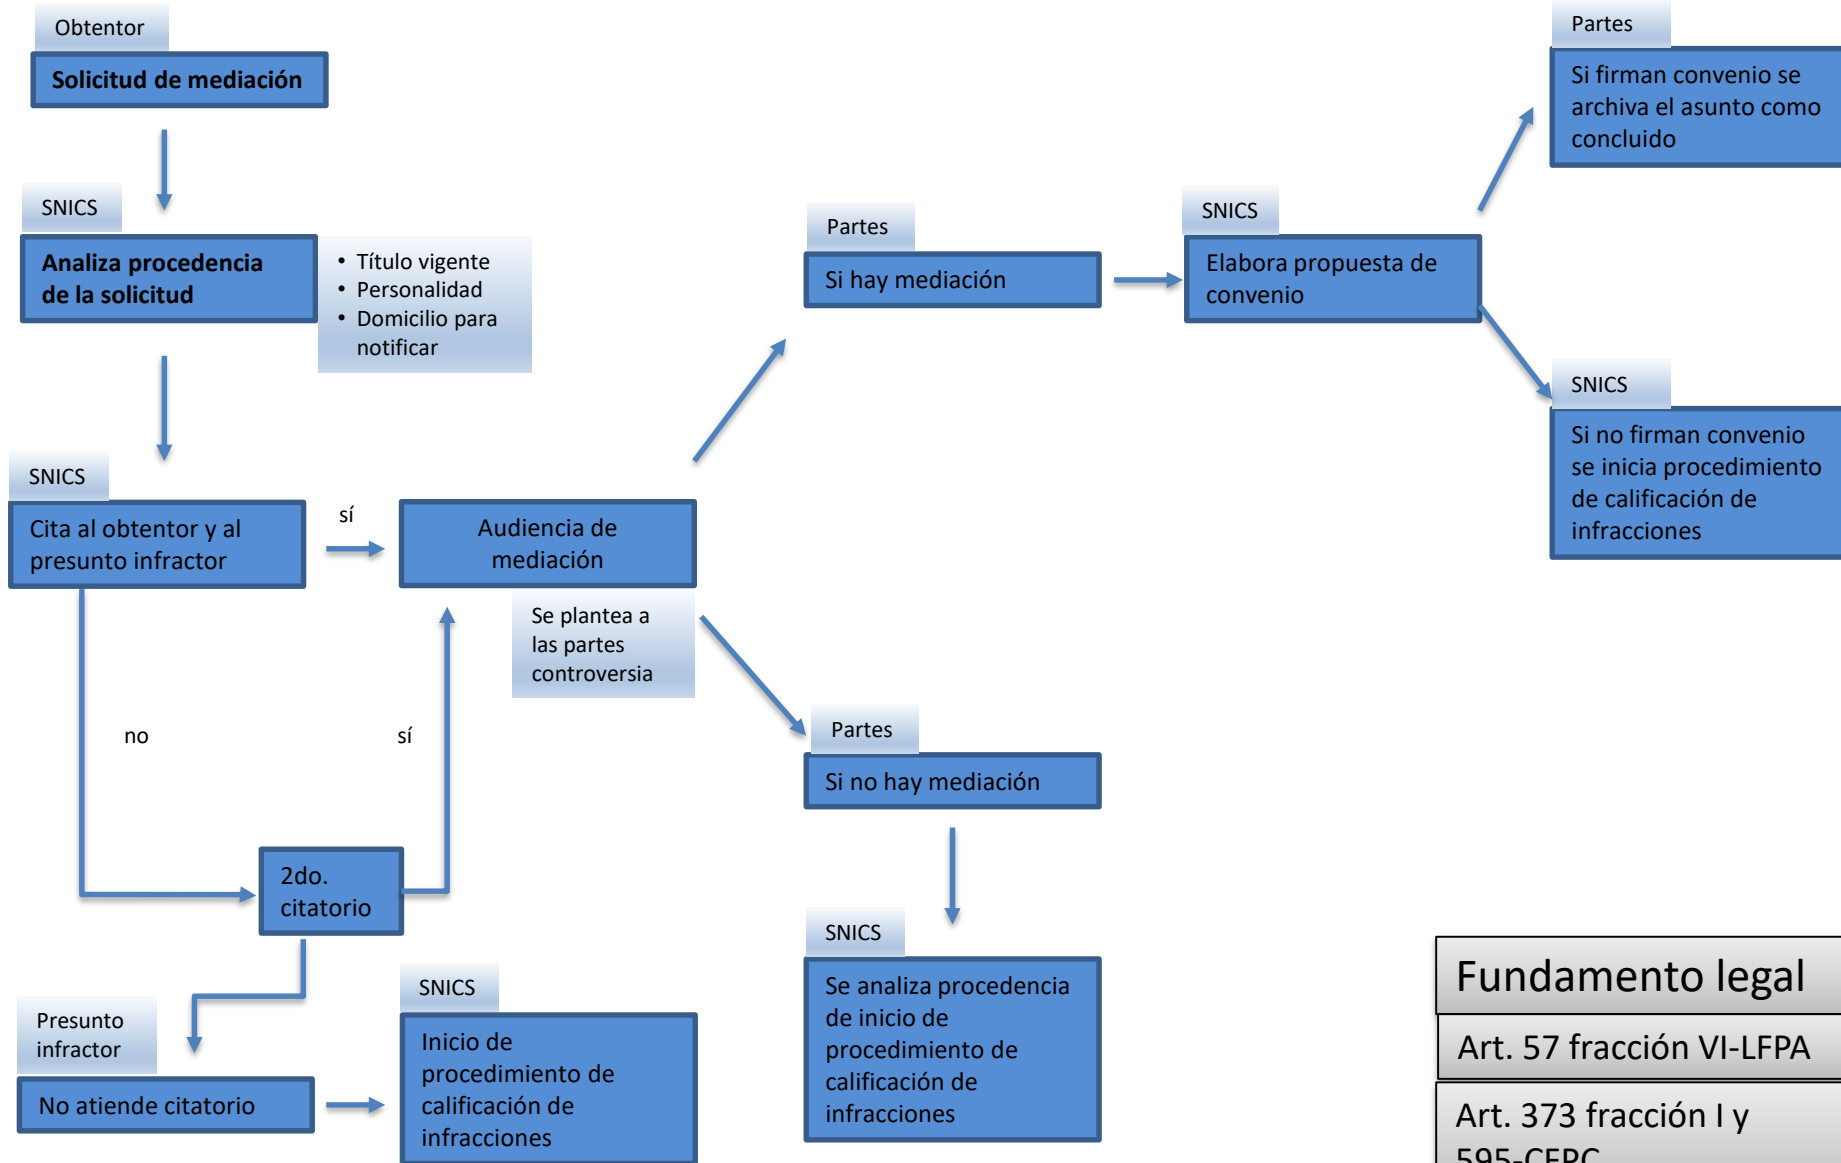 Obtentor
Solicitud de mediación
SNICS
Analiza procedencia
de la solicitud
• Título vigente
• Personalidad
• Domicilio para
notificar
SNICS
Cita al obtentor y al
presunto infractor
sí
no
sí
2do.
citatorio
Presunto
infractor
No atiende citatorio
SNICS
Inicio de
procedimiento de
calificación de
infracciones
Audiencia de
mediación
Se plantea a
las partes
controversia
Partes
Si hay mediación
SNICS
Elabora propuesta de
convenio
Partes
Si firman convenio se
archiva el asunto como
concluido
SNICS
Si no firman convenio
se inicia procedimiento
de calificación de
infracciones
Partes
Si no hay mediación
SNICS
Se analiza procedencia
de inicio de
procedimiento de
calificación de
infracciones
Fundamento legal
Art. 57 fracción VI-LFPA
Art. 373 fracción I y
595-CFPC